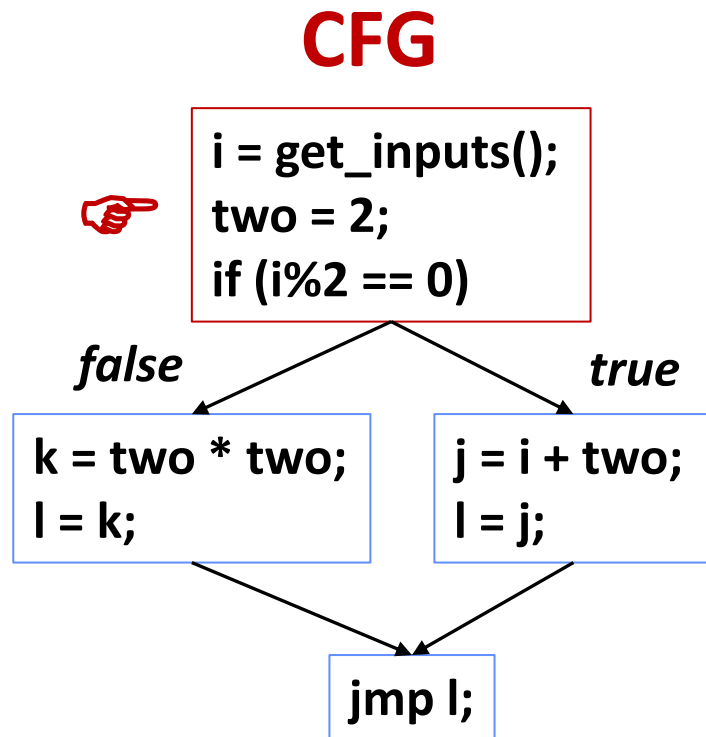 CFG
i = get_inputs();
two = 2;
if (i%2 == 0)
false
true
k = two * two;
l = k;
j = i + two;
l = j;
jmp l;